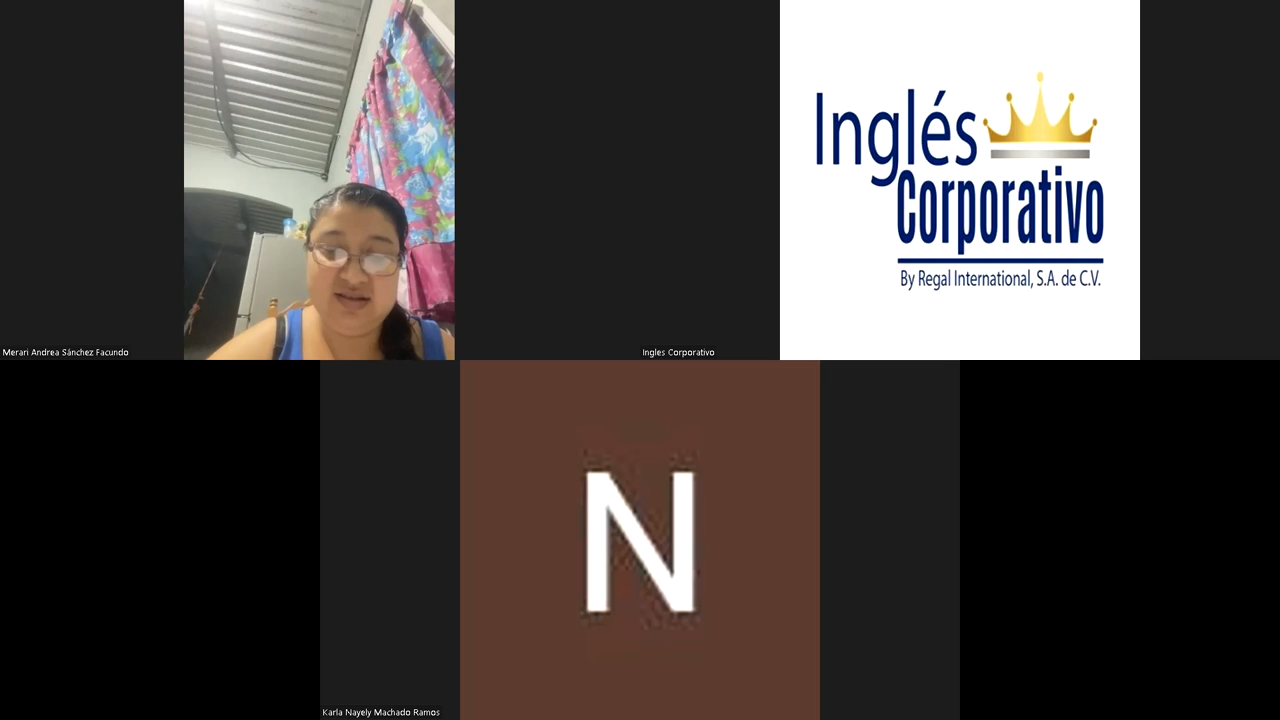 Inglés
Corporativo
By Regal International, S.A. de C.V.
Merari Andrea Sánchez Facundo
Ingles Corporativo
N
Karla Nayely Machado Ramos